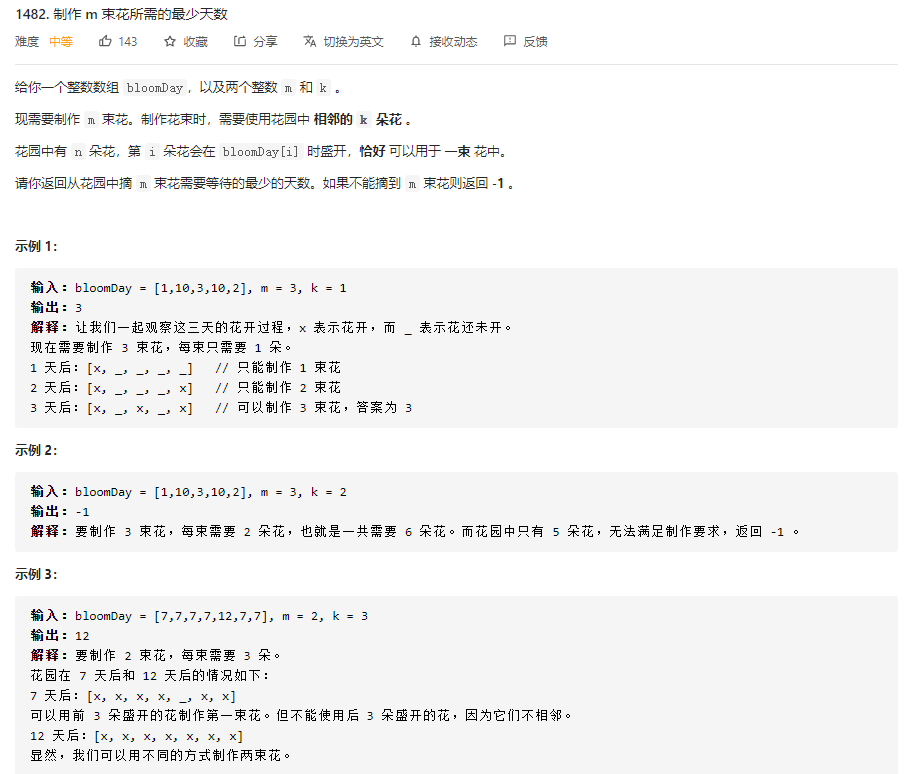 1482. 制作 m 束花所需的最少天数
难度 中等 143 收藏 分享 切换为英文 接收动态 反馈
给你一个整数数组 bloomDay，以及两个整数 m 和 k 。
现需要制作 m 束花。制作花束时，需要使用花园中 相邻的 k 朵花 。
花园中有 n 朵花，第 i 朵花会在 bloomDay[i] 时盛开，恰好 可以用于 一束 花中。
请你返回从花园中摘 m 束花需要等待的最少的天数。如果不能摘到 m 束花则返回 -1 。
示例 1：
输入：bloomDay = [1,10,3,10,2], m = 3, k = 1
输出：3
解释：让我们一起观察这三天的花开过程，x 表示花开，而 _ 表示花还未开。
现在需要制作 3 束花，每束只需要 1 朵。
1 天后：[x, _, _, _, _]   // 只能制作 1 束花
2 天后：[x, _, _, _, x]   // 只能制作 2 束花
3 天后：[x, _, x, _, x]   // 可以制作 3 束花，答案为 3
示例 2：
输入：bloomDay = [1,10,3,10,2], m = 3, k = 2
输出：-1
解释：要制作 3 束花，每束需要 2 朵花，也就是一共需要 6 朵花。而花园中只有 5 朵花，无法满足制作要求，返回 -1 。
示例 3：
输入：bloomDay = [7,7,7,7,12,7,7], m = 2, k = 3
输出：12
解释：要制作 2 束花，每束需要 3 朵。
花园在 7 天后和 12 天后的情况如下：
7 天后：[x, x, x, x, _, x, x]
可以用前 3 朵盛开的花制作第一束花。但不能使用后 3 朵盛开的花，因为它们不相邻。
12 天后：[x, x, x, x, x, x, x]
显然，我们可以用不同的方式制作两束花。